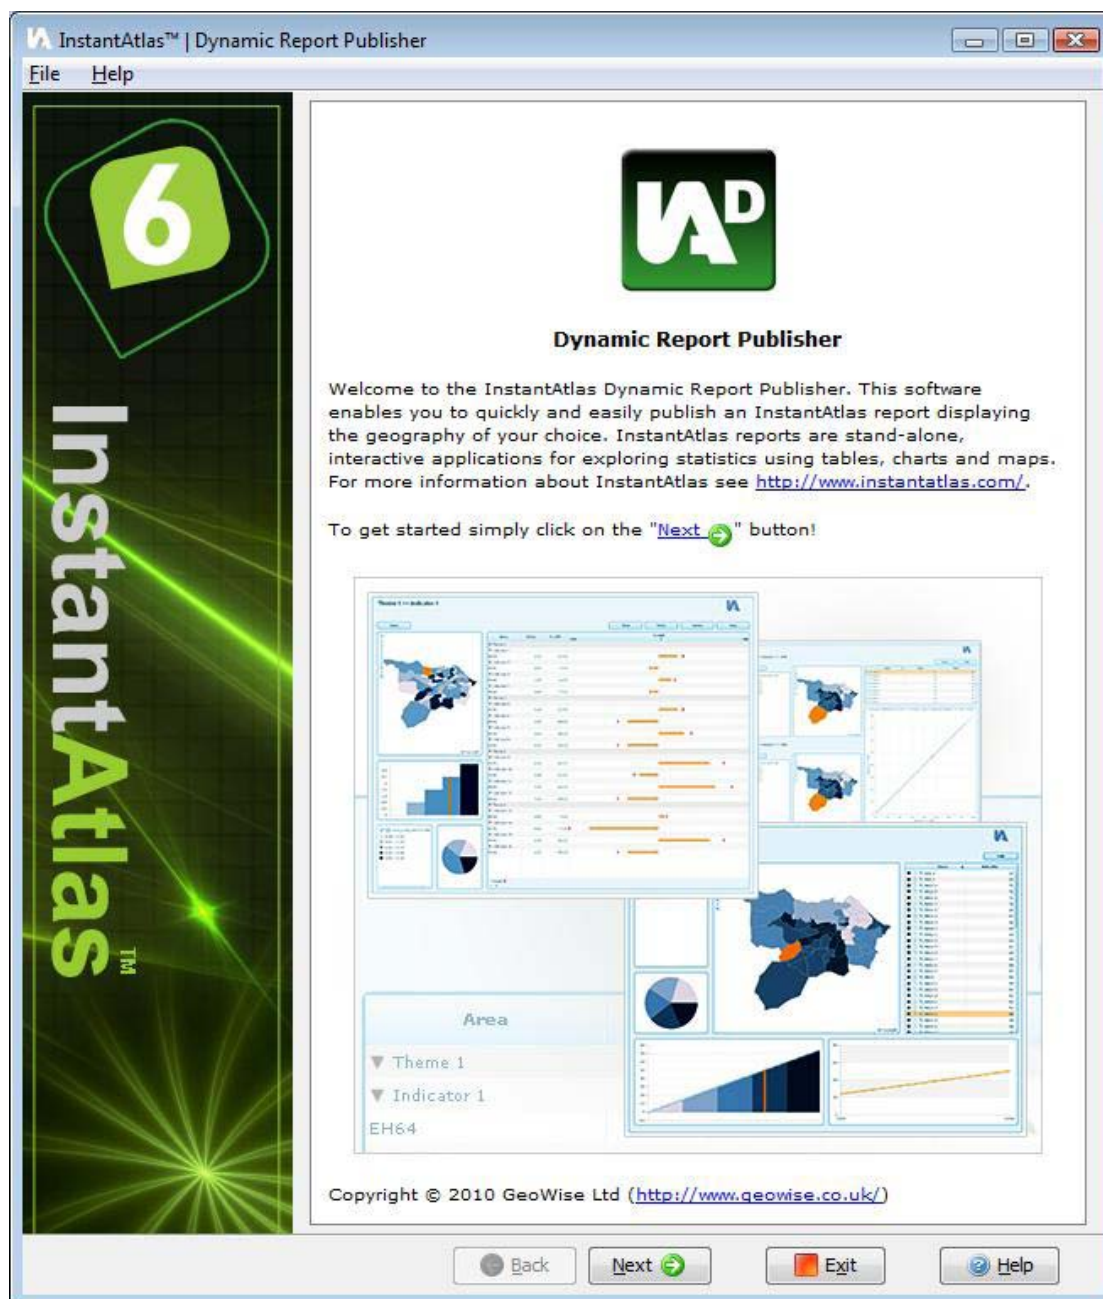 InstantAtlas™ | Dynamic Report Publisher
File Help
6
InstantAtlas™
IAD
Dynamic Report Publisher
Welcome to the InstantAtlas Dynamic Report Publisher. This software
enables you to quickly and easily publish an InstantAtlas report displaying
the geography of your choice. InstantAtlas reports are stand-alone,
interactive applications for exploring statistics using tables, charts and maps.
For more information about InstantAtlas see http://www.instantatlas.com/.
To get started simply click on the "Next " button!
Theme 1 >> Indicator 1
Area
▼ Theme 1
▼ Indicator 1
EH64
Copyright © 2010 GeoWise Ltd (http://www.geowise.co.uk/)
Back Next Exit Help